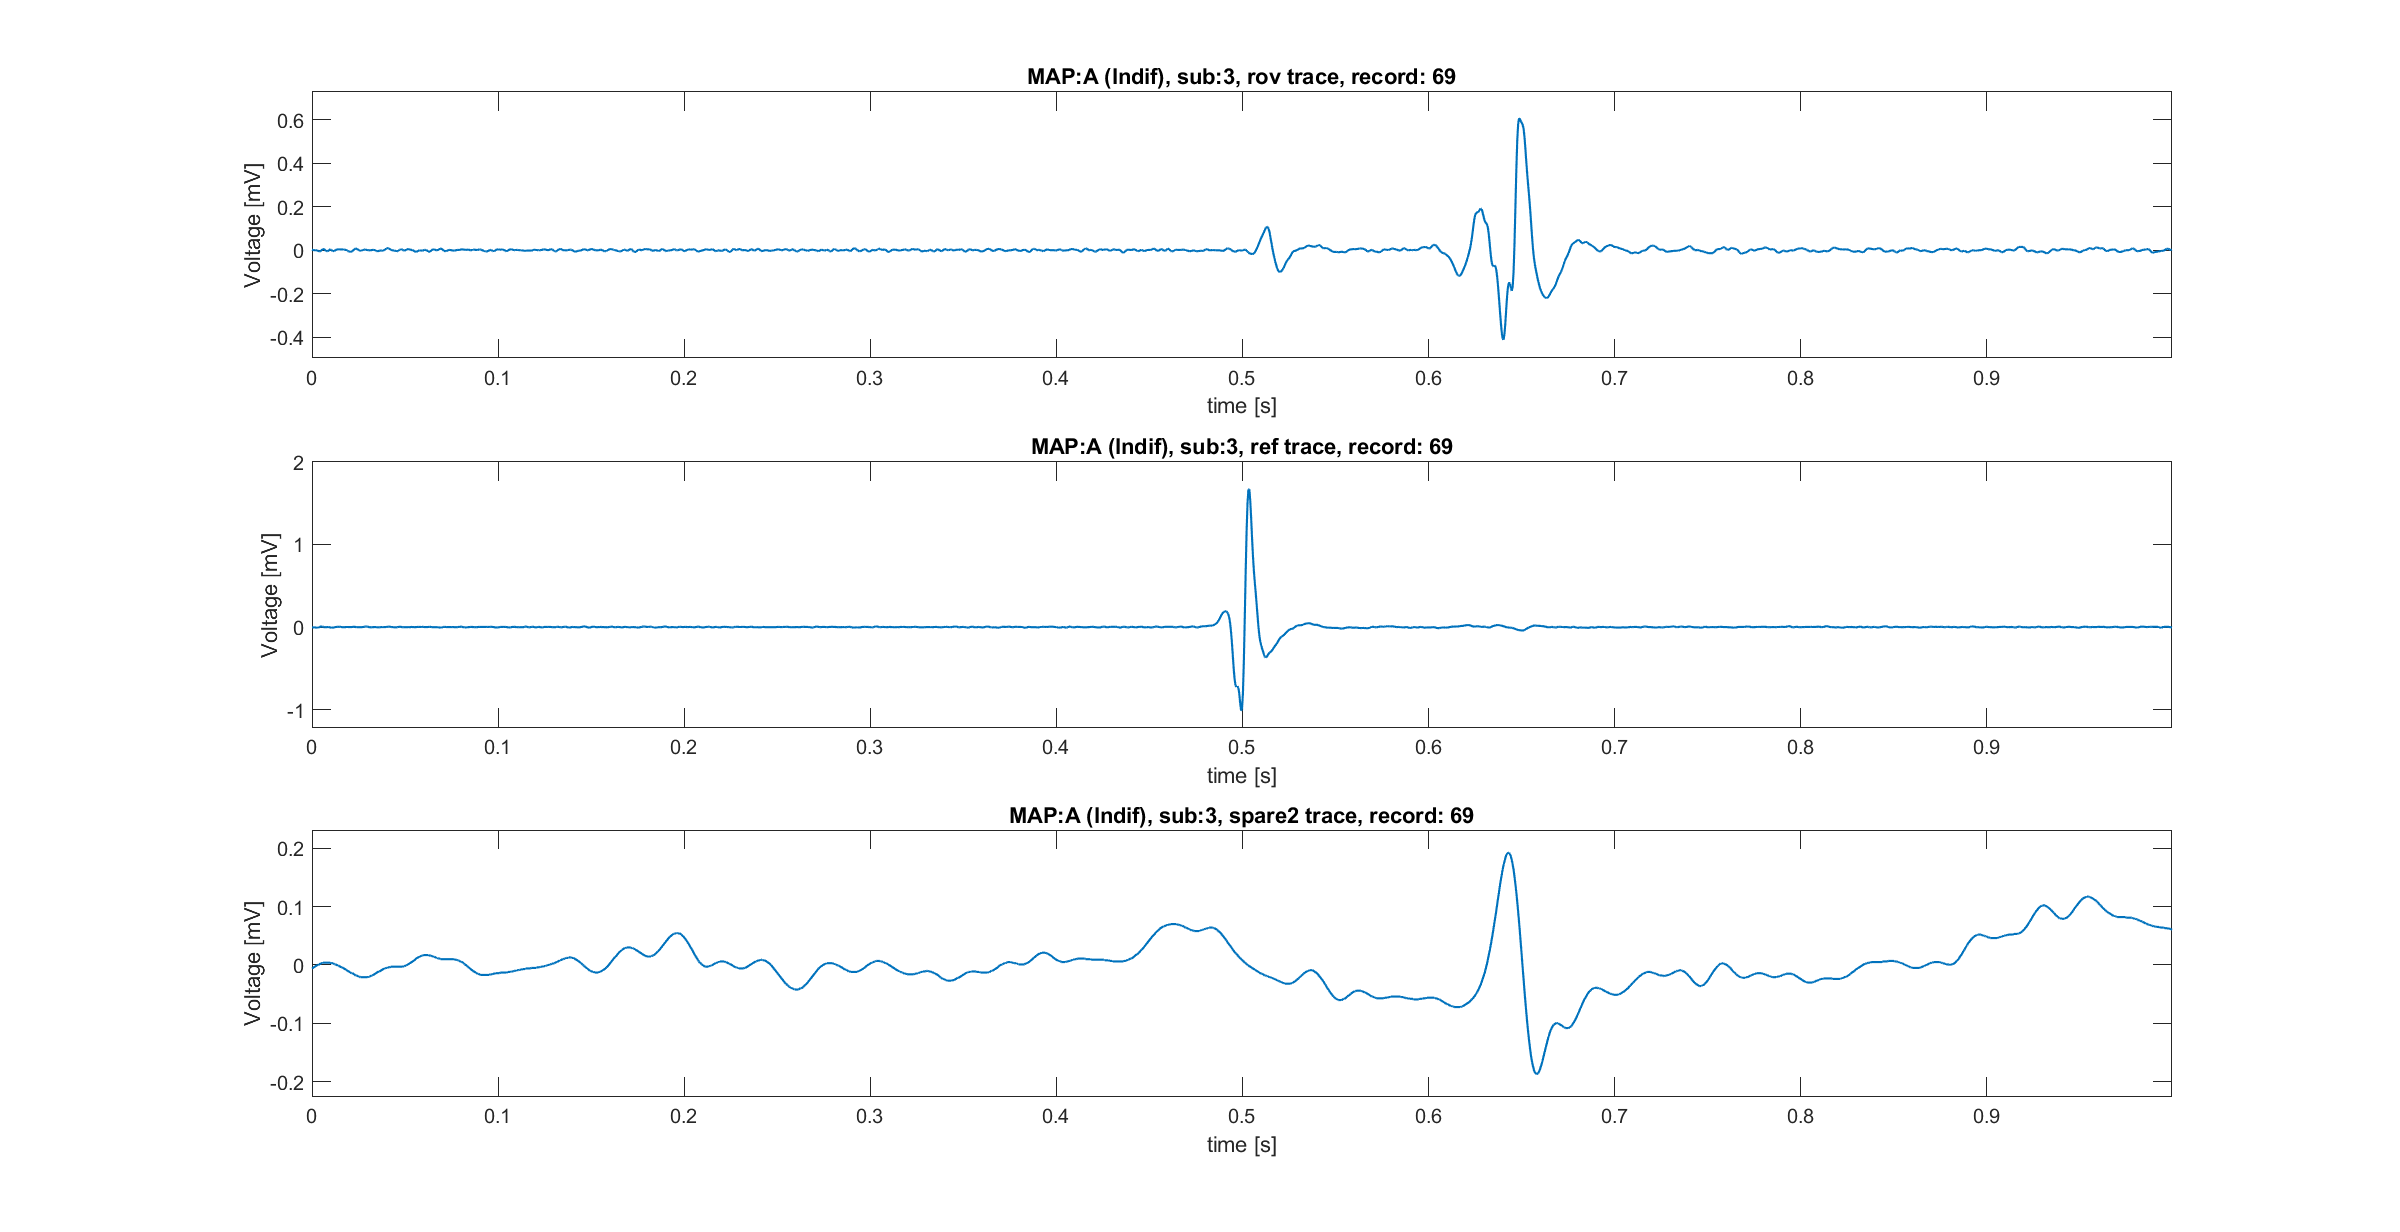 MAP:A (Indif), sub:3, rov trace, record: 69
Voltage [mV]
0.6
0.4
0.2
0
-0.2
-0.4
0 0.1 0.2 0.3 0.4 0.5 0.6 0.7 0.8 0.9
time [s]
MAP:A (Indif), sub:3, ref trace, record: 69
Voltage [mV]
2
1
0
-1
0 0.1 0.2 0.3 0.4 0.5 0.6 0.7 0.8 0.9
time [s]
MAP:A (Indif), sub:3, spare2 trace, record: 69
Voltage [mV]
0.2
0.1
0
-0.1
-0.2
0 0.1 0.2 0.3 0.4 0.5 0.6 0.7 0.8 0.9
time [s]